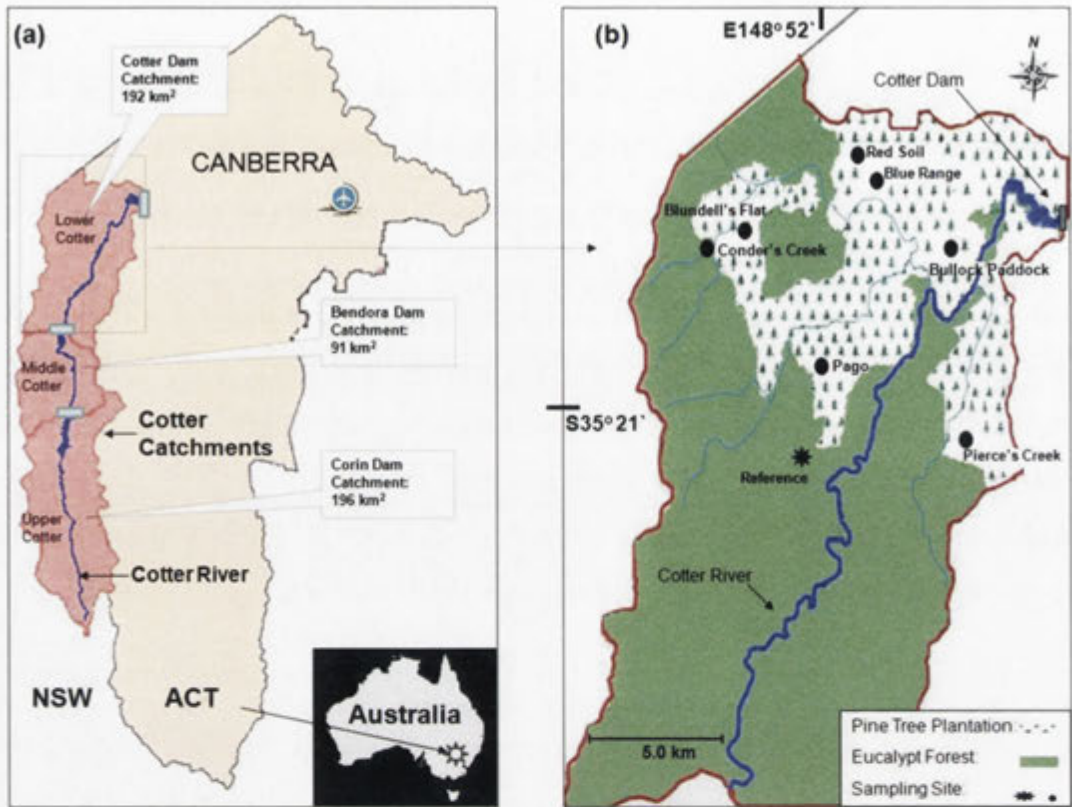 (a)
Cotter Dam
Catchment:
192 km²
CANBERRA
Lower
Cotter
Bendora Dam
Catchment:
91 km²
Middle
Cotter
Cotter
Catchments
Corin Dam
Catchment:
196 km²
Upper
Cotter
Cotter River
NSW
ACT
Australia
(b)
E148°52`
N
Cotter Dam
Red Soil
Blue Range
Blundell's Flat
Conder's Creek
Bullock Paddock
Pago
S35°21`
Pierce's Creek
Reference
Cotter River
5.0 km
Pine Tree Plantation:
Eucalypt Forest:
Sampling Site: